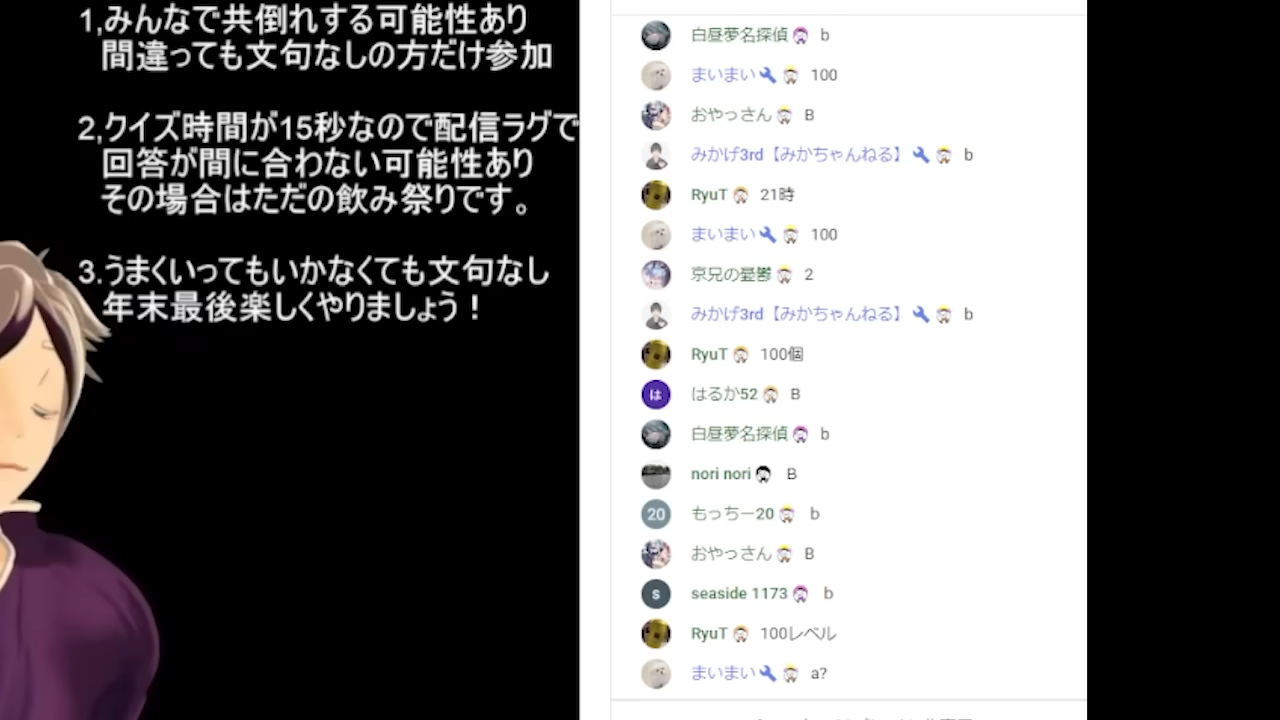 1,みんなで共倒れする可能性あり
間違っても文句なしの方だけ参加
2,クイズ時間が15秒なので配信ラグで
回答が間に合わない可能性あり
その場合はただの飲み祭りです。
3.うまくいってもいかなくても文句なし
年末最後楽しくやりましょう！
白昼夢名探偵 b
まいまい 100
おやっさん B
みかげ3rd【みかちゃんねる】 b
RyuT 21時
まいまい 100
京兄の憂鬱 2
みかげ3rd【みかちゃんねる】 b
RyuT 100個
は はるか52 B
白昼夢名探偵 b
nori nori B
20 もっちー20 b
おやっさん B
s seaside 1173 b
RyuT 100レベル
まいまい a?